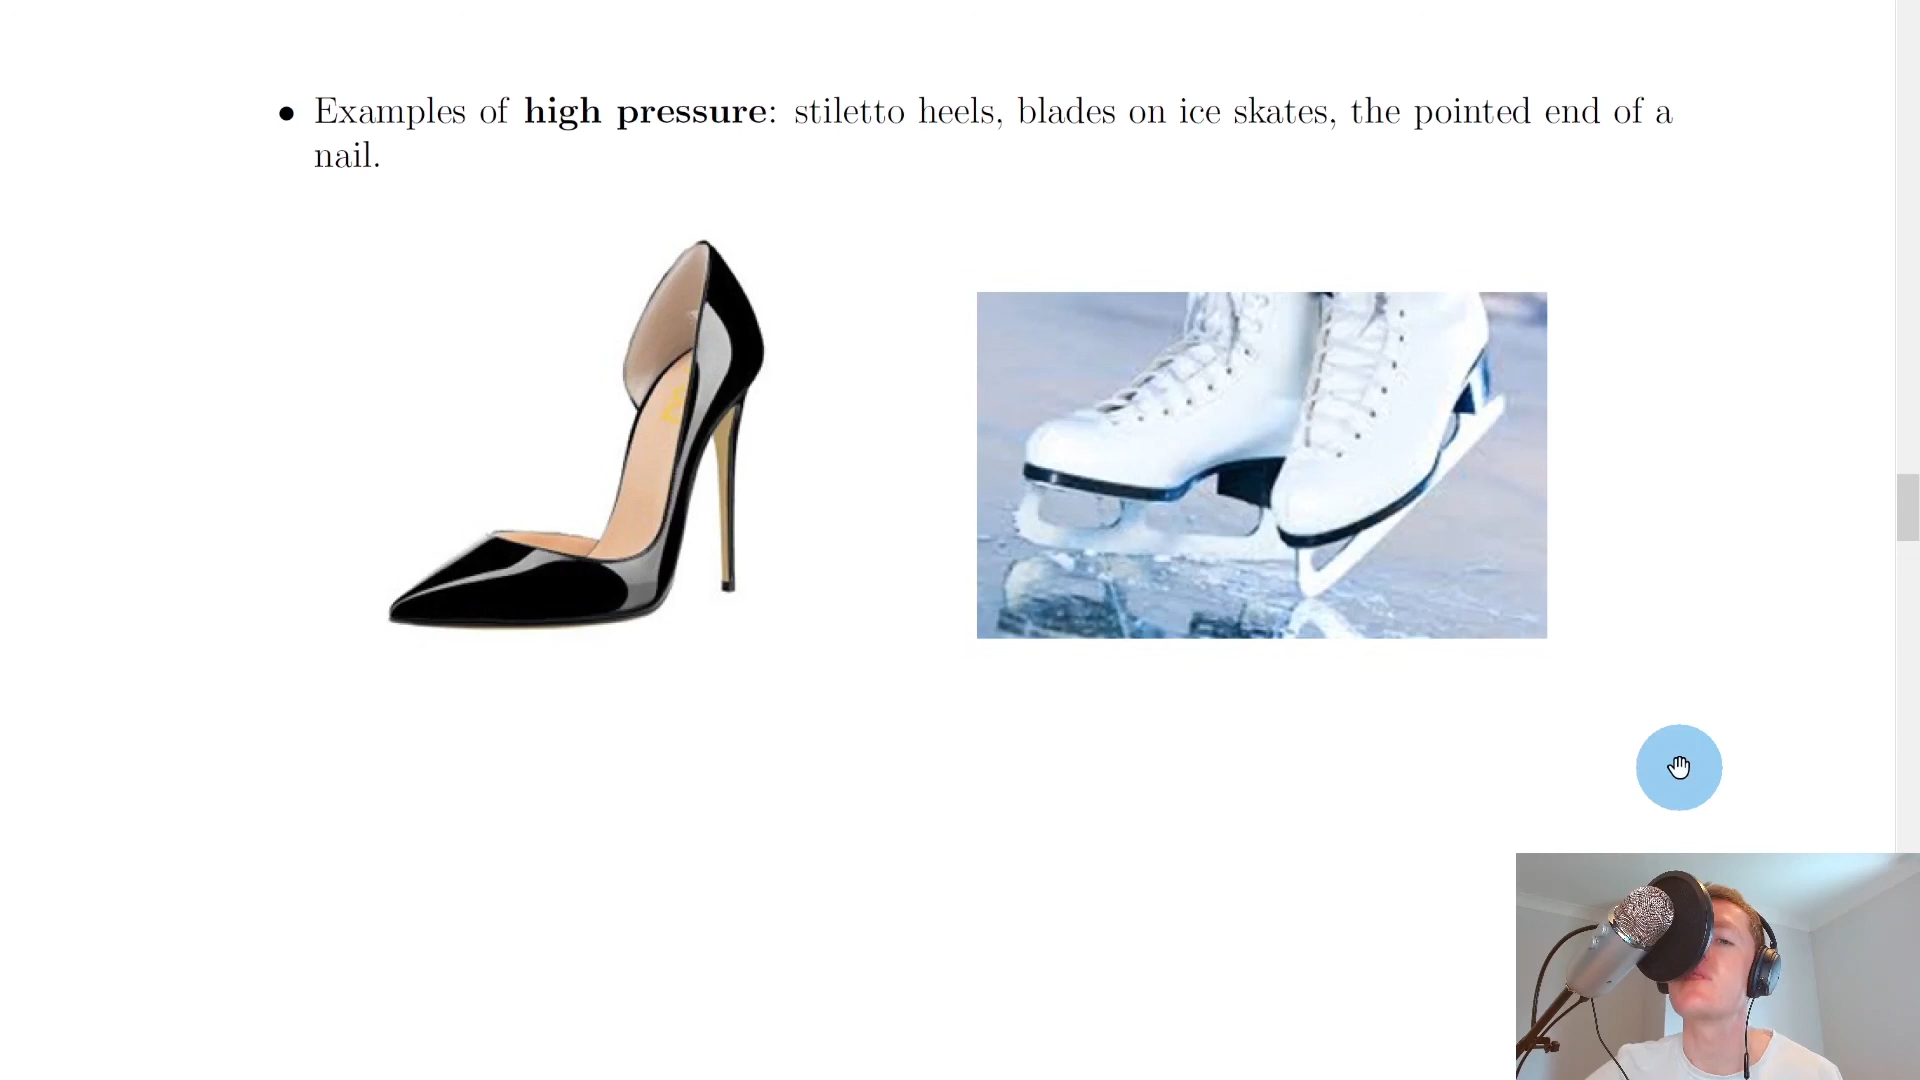 • Examples of high pressure: stiletto heels, blades on ice skates, the pointed end of a
nail.